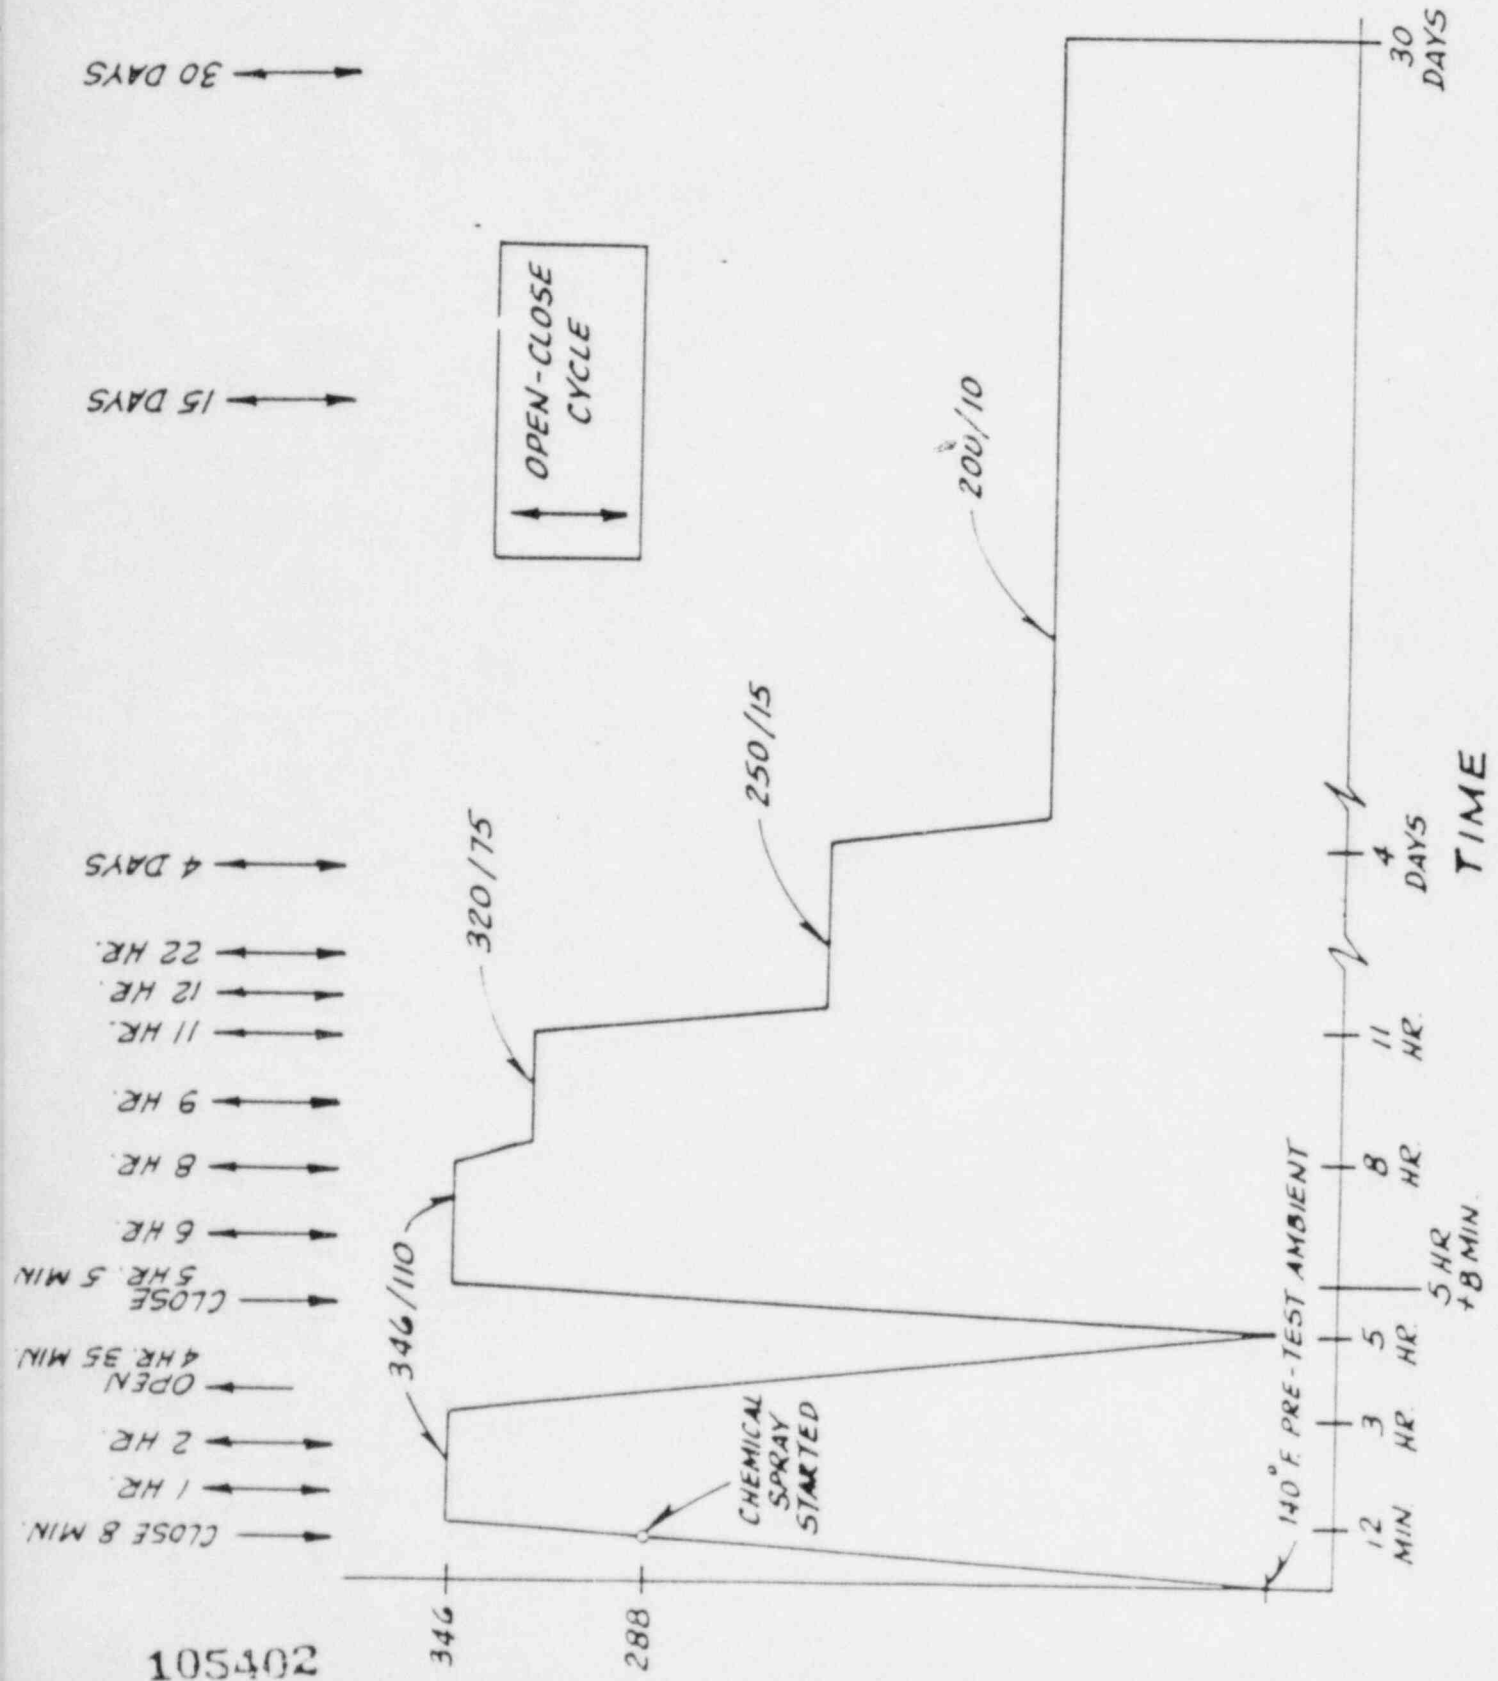 CLOSE 8 MIN.
1 HR.
2 HR.
OPEN
4 HR. 35 MIN.
CLOSE
5 HR. 5 MIN
6 HR.
8 HR.
9 HR.
11 HR.
12 HR.
22 HR.
4 DAYS
15 DAYS
30 DAYS
346
288
346/110
320/75
250/15
200/10
OPEN-CLOSE
CYCLE
CHEMICAL
SPRAY
STARTED
140° F. PRE-TEST AMBIENT
12
MIN.
3
HR.
5
HR.
5 HR
+8 MIN.
8
HR.
11
HR.
4
DAYS
30
DAYS
TIME
105402